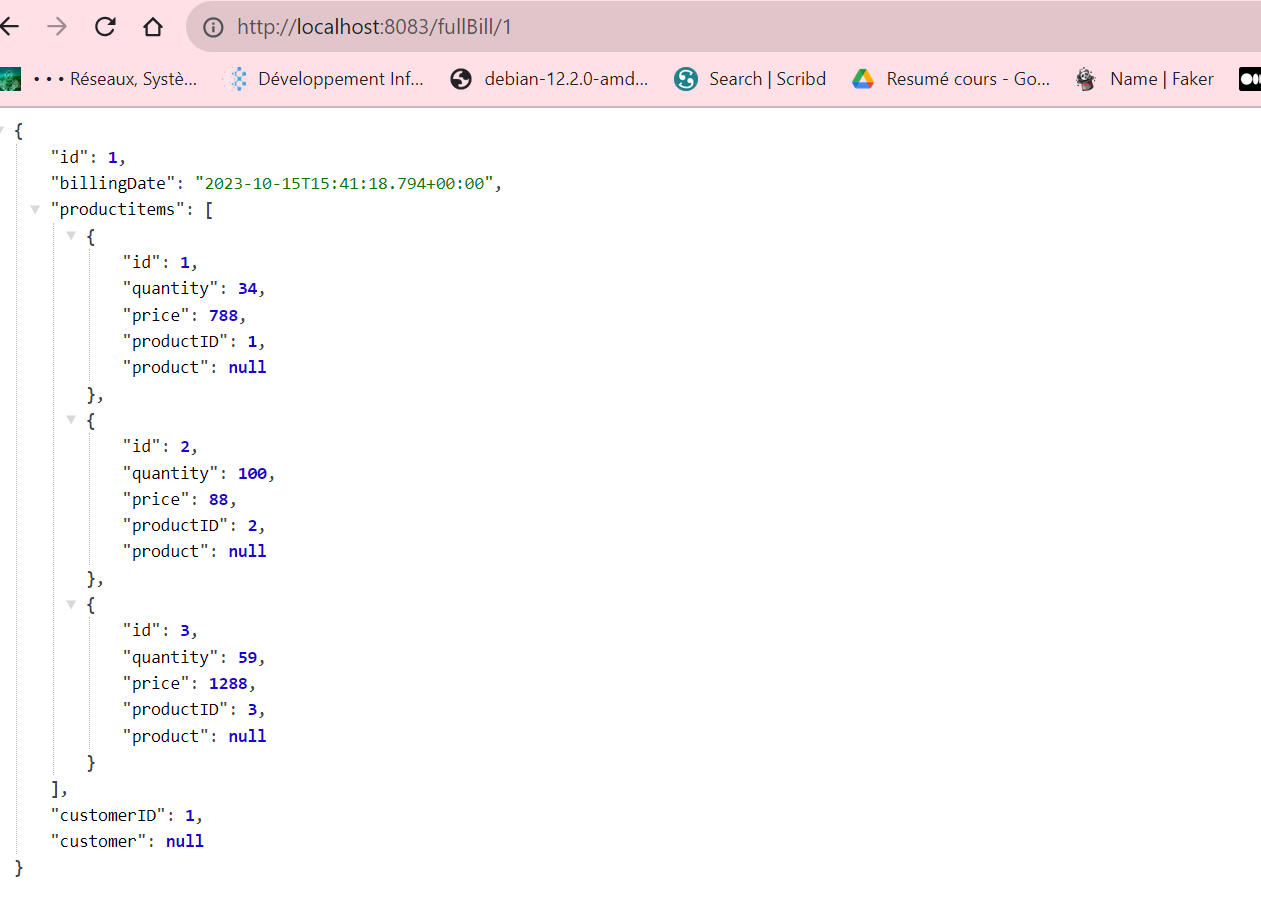 http://localhost:8083/fullBill/1
• • • Réseaux, Systè... Développement Inf... debian-12.2.0-amd... Search | Scribd Resumé cours - Go... Name | Faker
{
"id": 1,
"billingDate": "2023-10-15T15:41:18.794+00:00",
"productitems": [
{
"id": 1,
"quantity": 34,
"price": 788,
"productID": 1,
"product": null
},
{
"id": 2,
"quantity": 100,
"price": 88,
"productID": 2,
"product": null
},
{
"id": 3,
"quantity": 59,
"price": 1288,
"productID": 3,
"product": null
}
],
"customerID": 1,
"customer": null
}